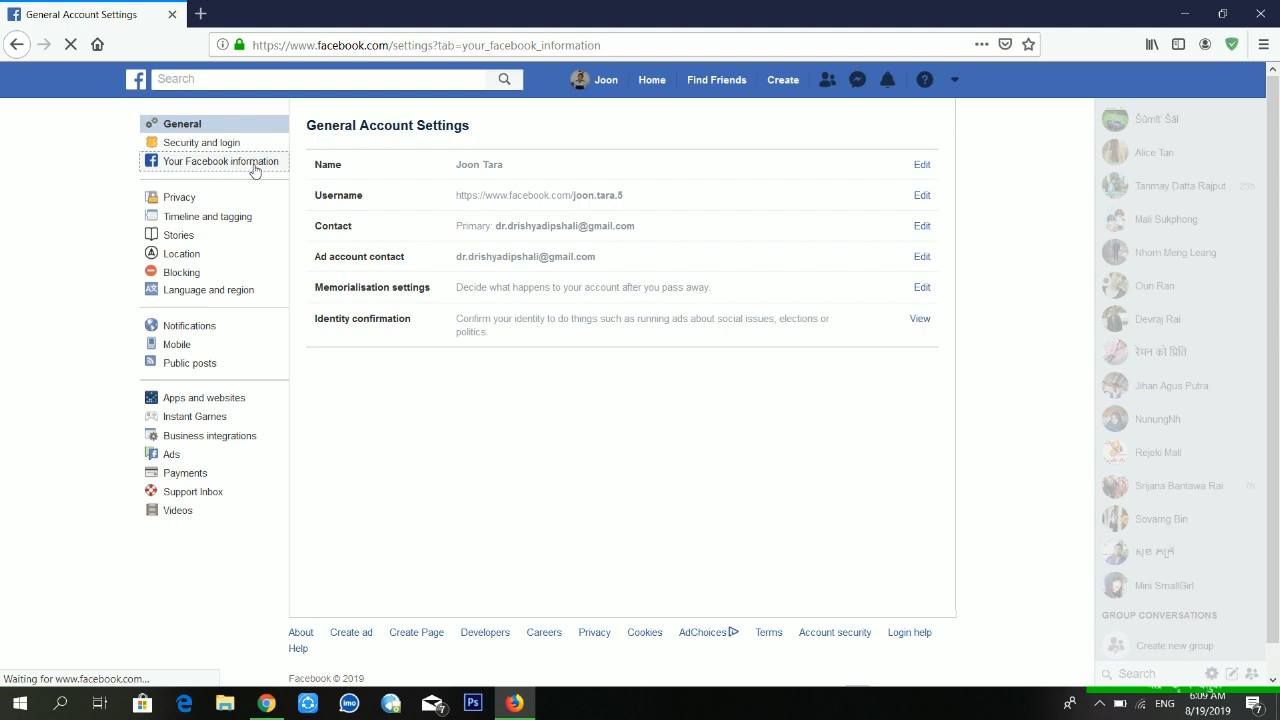 General Account Settings
https://www.facebook.com/settings?tab=your_facebook_information
Search
Joon
Home
Find Friends
Create
General
Security and login
Your Facebook information
Privacy
Timeline and tagging
Stories
Location
Blocking
Language and region
Notifications
Mobile
Public posts
Apps and websites
Instant Games
Business integrations
Ads
Payments
Support Inbox
Videos
General Account Settings
Name Joon Tara Edit
Username https://www.facebook.com/joon.tara.5 Edit
Contact Primary: dr.drishyadipshali@gmail.com Edit
Ad account contact dr.drishyadipshali@gmail.com Edit
Memorialisation settings Decide what happens to your account after you pass away. Edit
Identity confirmation Confirm your identity to do things such as running ads about social issues, elections or View
politics.
About Create ad Create Page Developers Careers Privacy Cookies AdChoices Terms Account security Login help
Help
Facebook © 2019
Alice Tan
Tanmay Datta Rajput 23h
Mali Sukphong
Nhorn Meng Leang
Oun Ran
Devraj Rai
रेमन को प्रिति
Jihan Agus Putra
NunungNh
Rejeki Mall
Srijana Bantawa Rai 7h
Sovarng Bin
Mini SmallGirl
GROUP CONVERSATIONS
Create new group
Search
Waiting for www.facebook.com...
imo
7
Ps
ENG
6:09 AM
8/19/2019
7